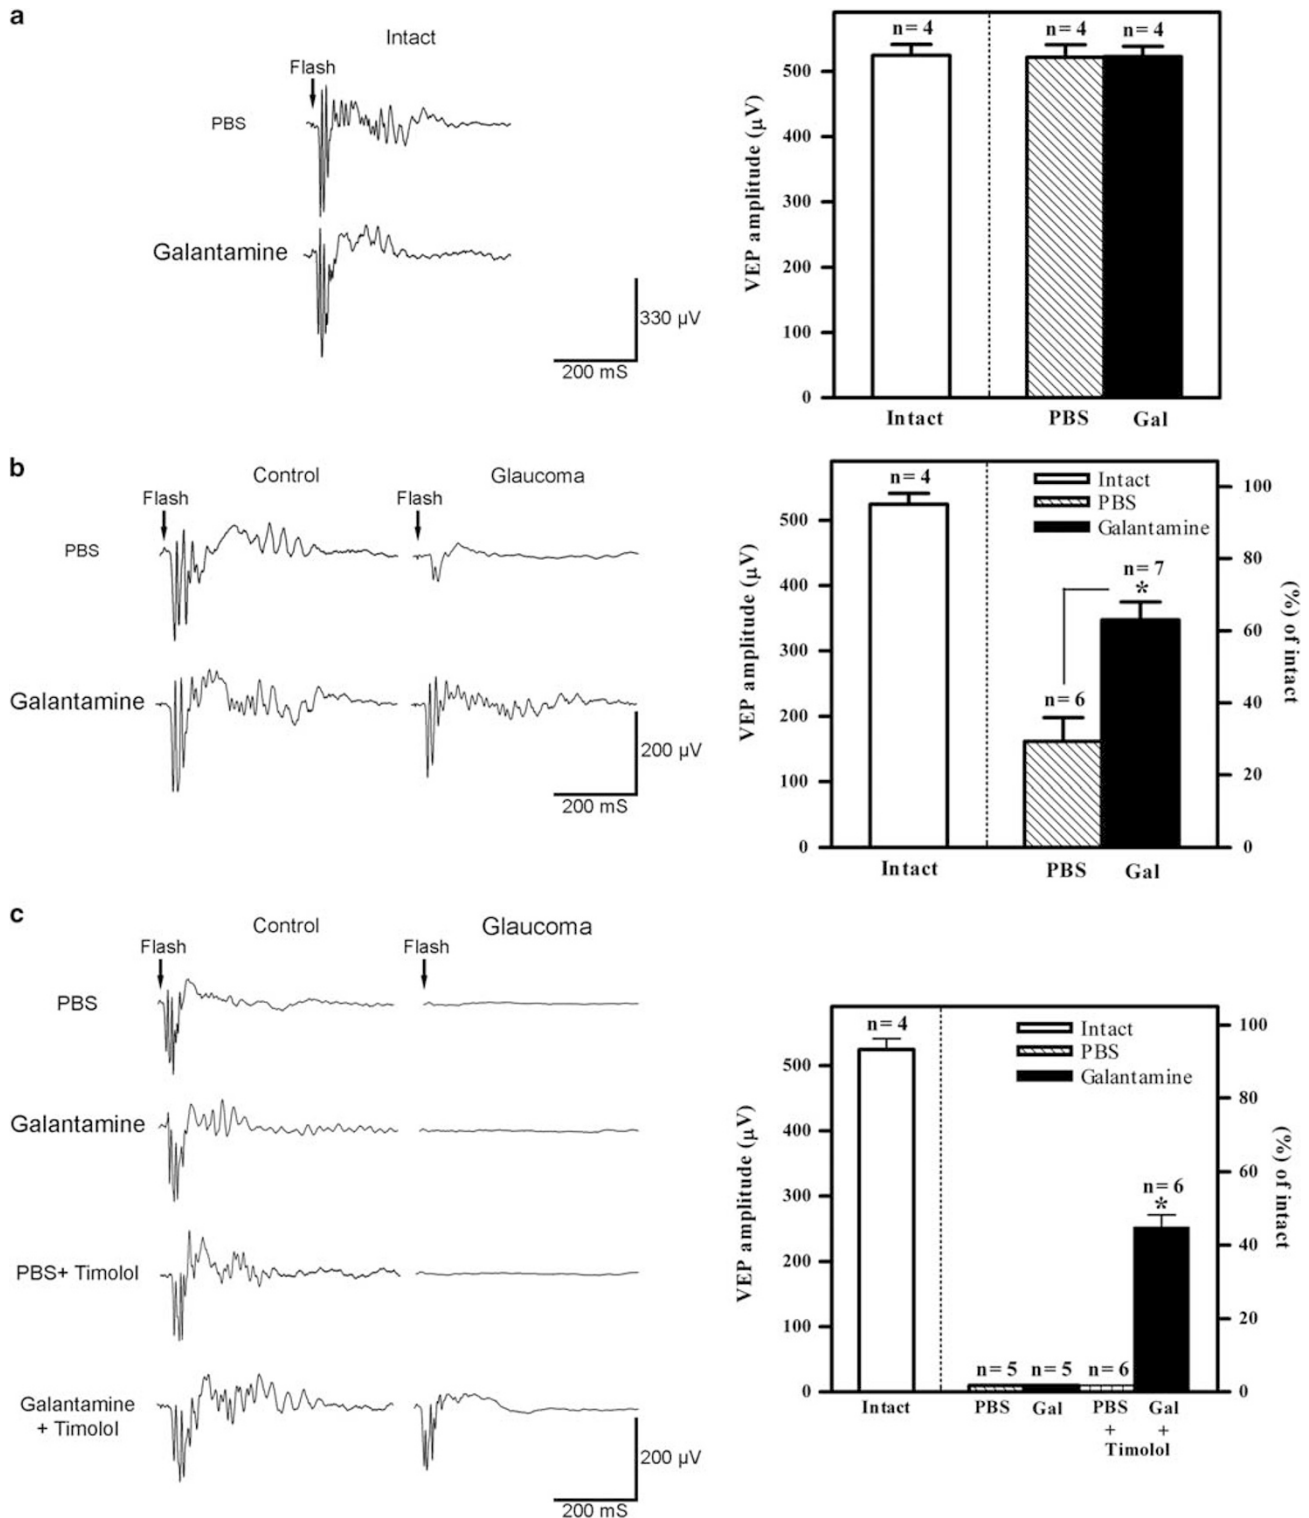 a
Intact
Flash
PBS
Galantamine
330 µV
200 mS
VEP amplitude (µV)
500
400
300
200
100
0
n= 4
n= 4
n= 4
Intact
PBS
Gal
b
Control
Glaucoma
Flash
Flash
PBS
Galantamine
200 µV
200 mS
VEP amplitude (µV)
500
400
300
200
100
0
n= 4
Intact
PBS
Galantamine
n= 7
*
n= 6
100
80
60
40
20
0
(%) of intact
Intact
PBS
Gal
c
Control
Glaucoma
Flash
Flash
PBS
Galantamine
PBS+ Timolol
Galantamine
+ Timolol
200 µV
200 mS
VEP amplitude (µV)
500
400
300
200
100
0
n= 4
Intact
PBS
Galantamine
n= 6
*
n= 5
n= 5
n= 6
100
80
60
40
20
0
(%) of intact
Intact
PBS
Gal
PBS
Gal
+
+
Timolol